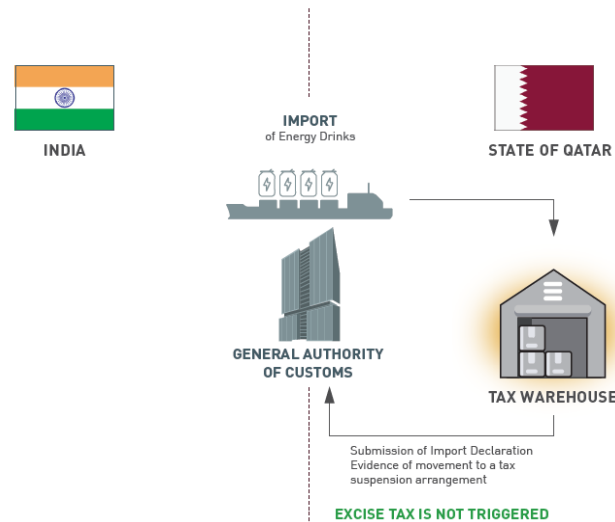 IMPORT
of Energy Drinks
INDIA
STATE OF QATAR
GENERAL AUTHORITY
OF CUSTOMS
TAX WAREHOUSE
Submission of Import Declaration
Evidence of movement to a tax
suspension arrangement
EXCISE TAX IS NOT TRIGGERED